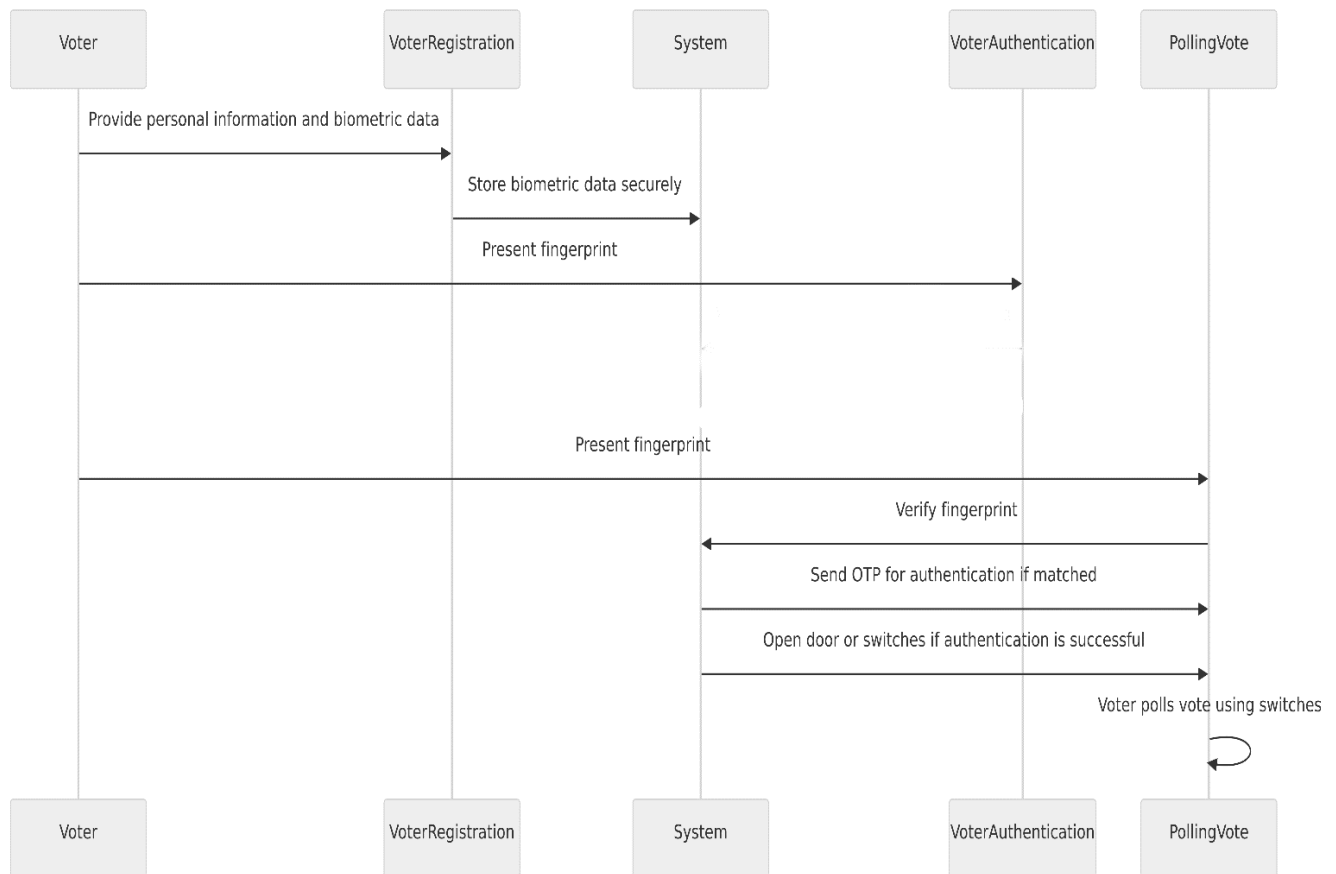 Voter
VoterRegistration
System
VoterAuthentication
PollingVote
Provide personal information and biometric data
Store biometric data securely
Present fingerprint
Present fingerprint
Verify fingerprint
Send OTP for authentication if matched
Open door or switches if authentication is successful
Voter polls vote using switches
Voter
VoterRegistration
System
VoterAuthentication
PollingVote